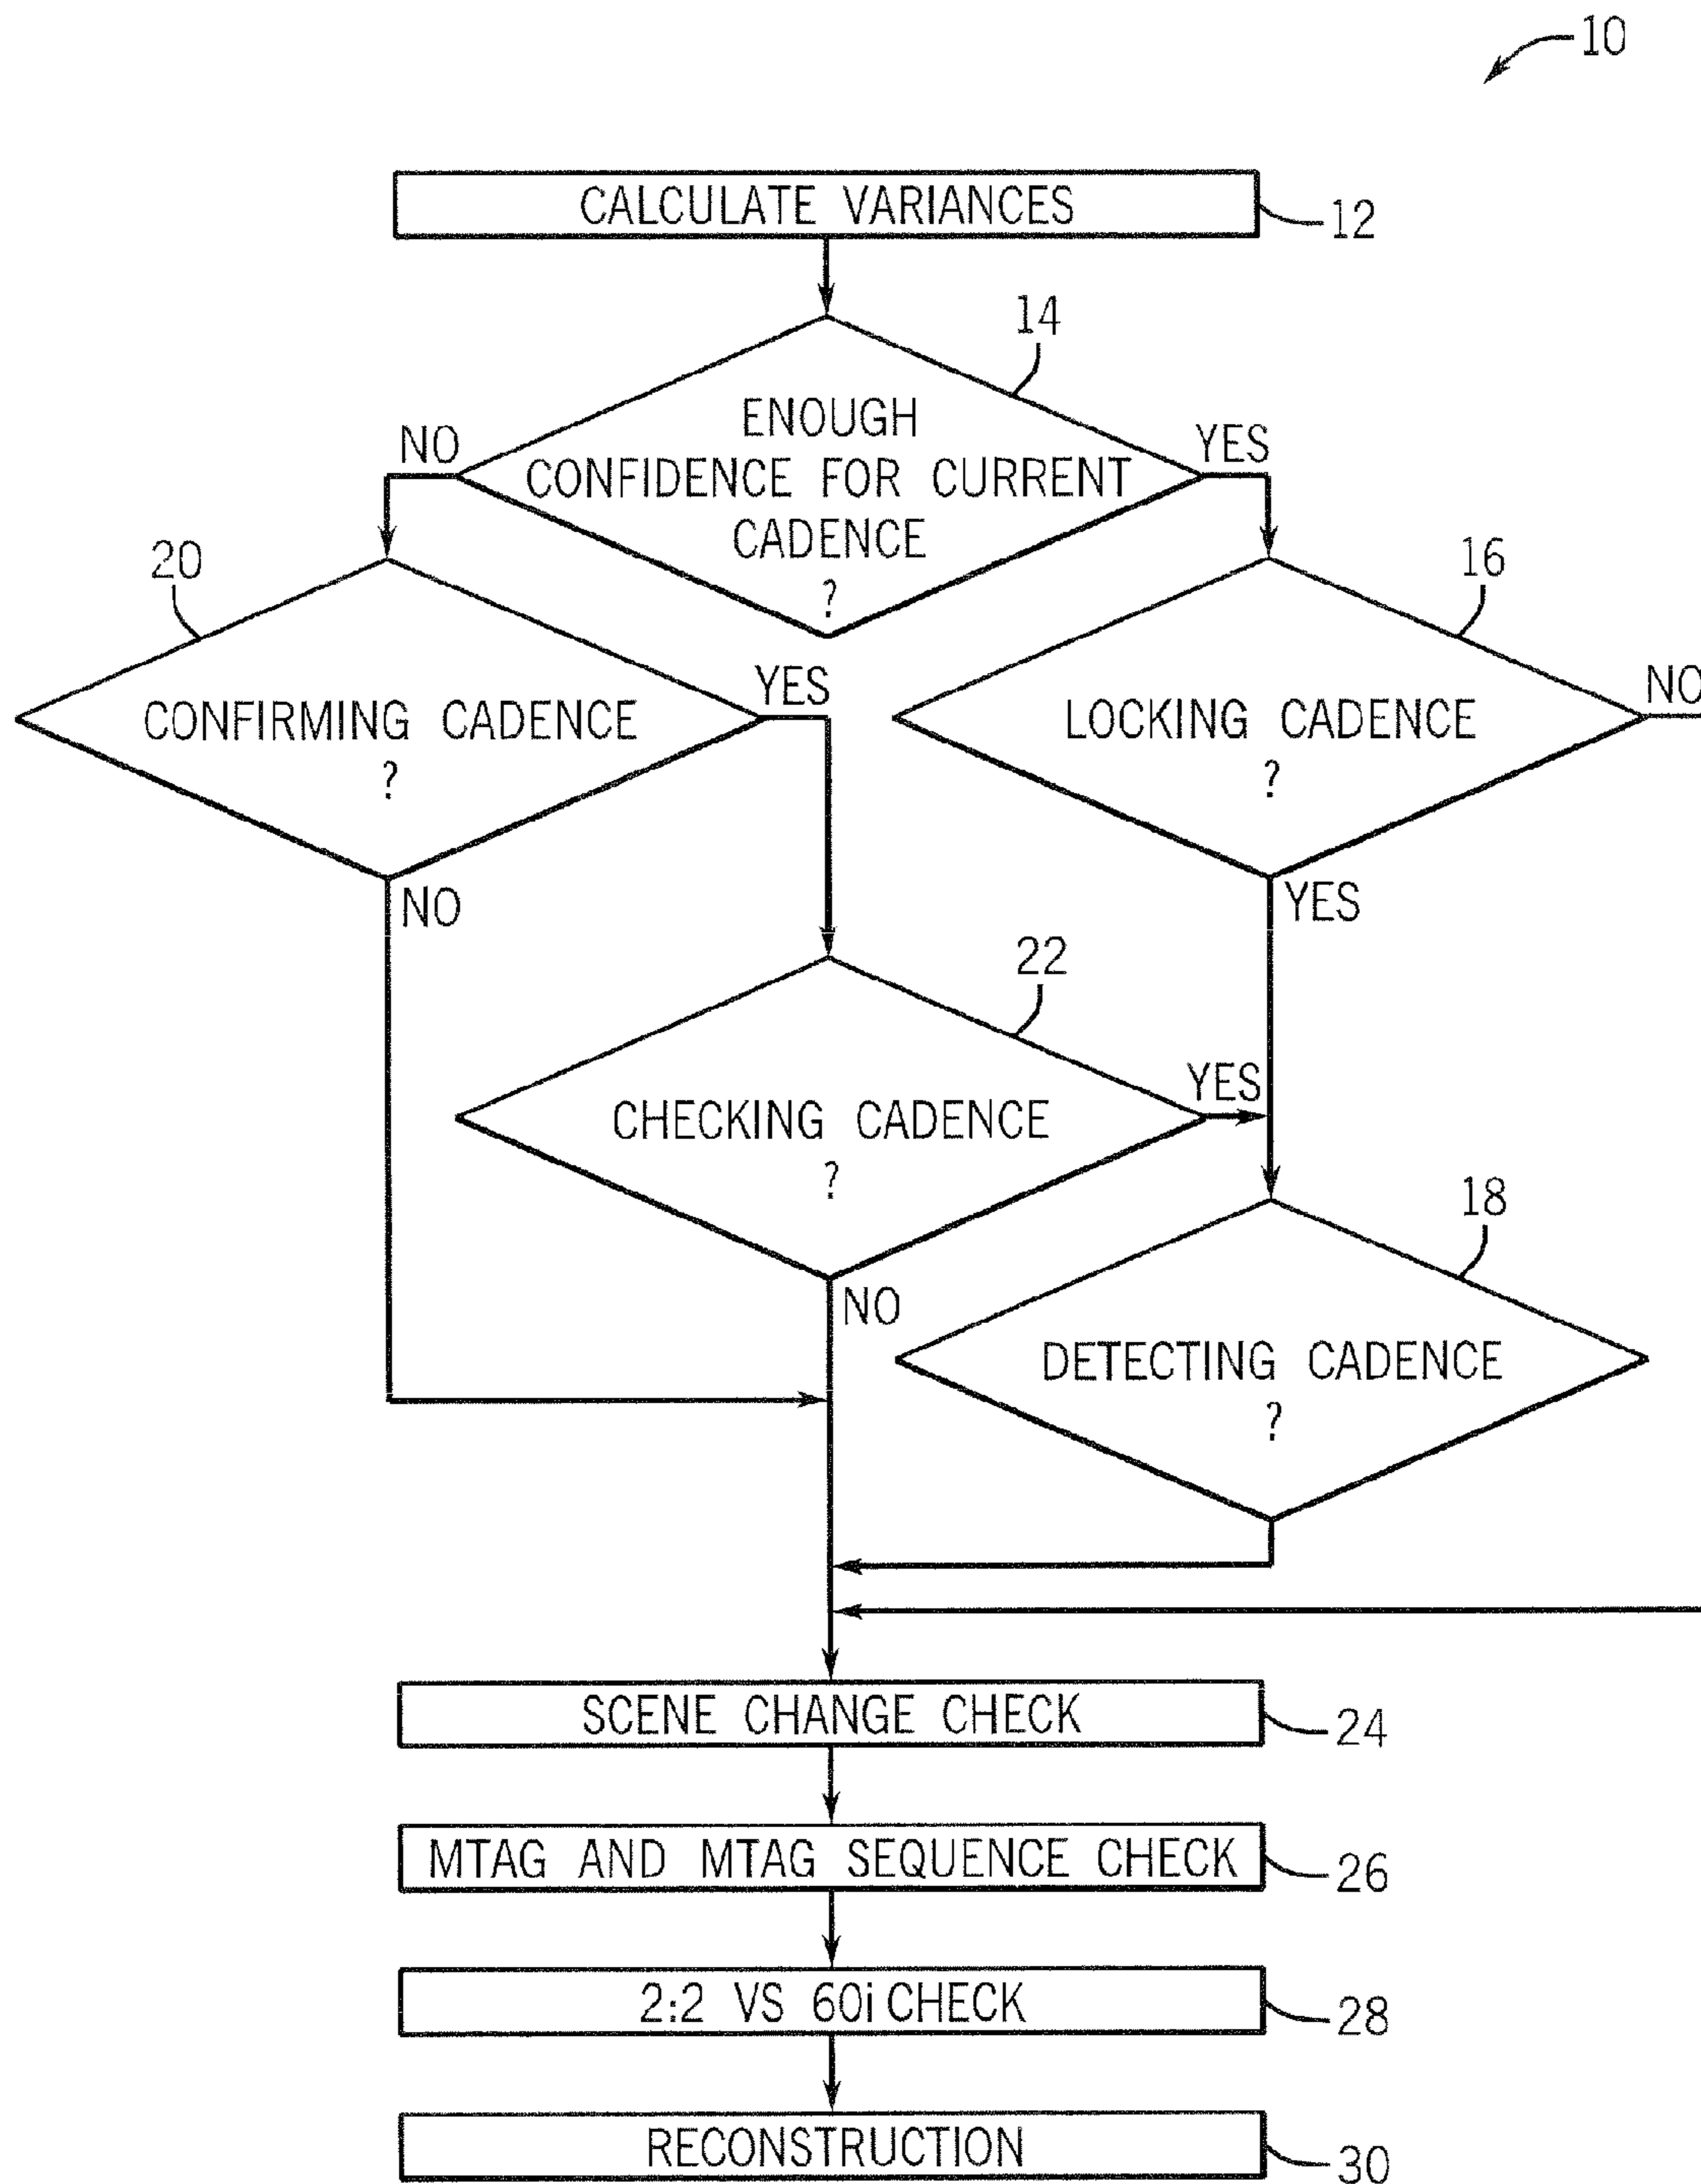 10
CALCULATE VARIANCES
12
14
ENOUGH
CONFIDENCE FOR CURRENT
CADENCE
?
NO
YES
20
16
CONFIRMING CADENCE
?
YES
LOCKING CADENCE
?
NO
NO
YES
22
CHECKING CADENCE
?
YES
18
NO
DETECTING CADENCE
?
SCENE CHANGE CHECK
24
MTAG AND MTAG SEQUENCE CHECK
26
2:2 VS 60i CHECK
28
RECONSTRUCTION
30